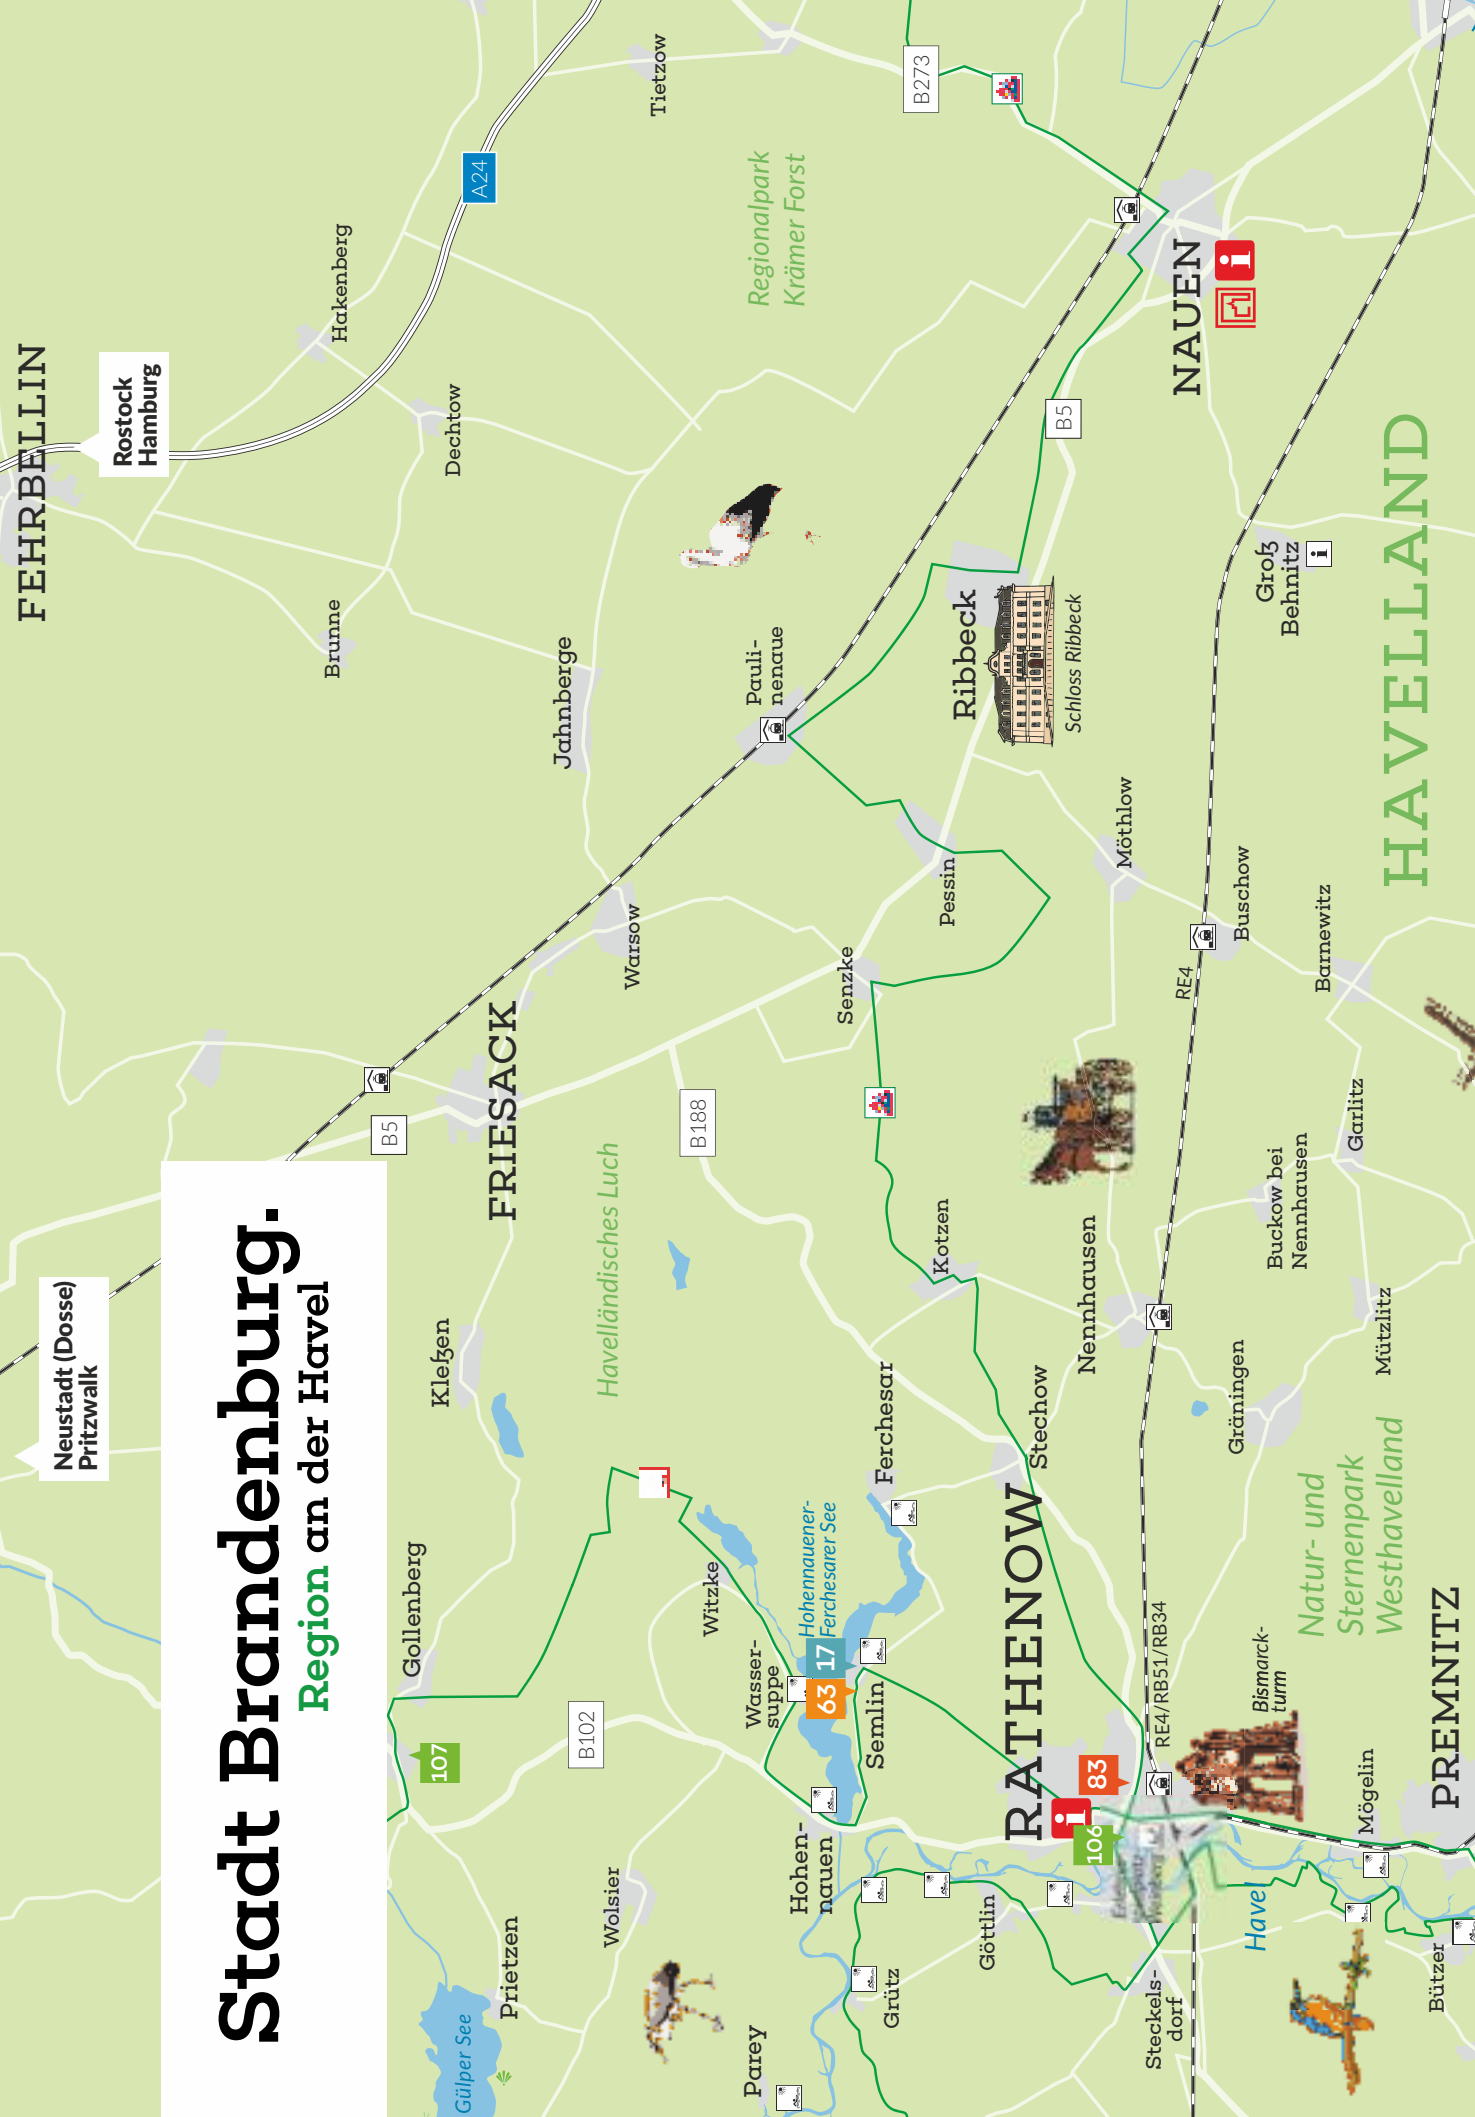 Stadt Brandenburg.
Region an der Havel
Neustadt (Dosse)
Pritzwalk
FEHRBELLIN
Rostock
Hamburg
A24
Hakenberg
Tietzow
Dechtow
Brunne
Jahnberge
Regionalpark
Krämer Forst
B273
NAUEN
i
B5
Pauli-
nenaue
Ribbeck
Schloss Ribbeck
Groß
Behnitz
i
HAVELLAND
Warsow
FRIESACK
B5
B188
Havelländisches Luch
Kleßen
Senzke
Pessin
Möthlow
Buschow
RE4
Barnewitz
Garlitz
Buckow bei
Nennhausen
Mützlitz
Kotzen
Nennhausen
Gräningen
Stechow
Ferchesar
Natur- und
Sternenpark
Westhavelland
Gollenberg
107
B102
Witzke
Hohennauener-
Ferchesarer See
Wasser-
suppe
63
17
Semlin
RATHENOW
83
i
106
RE4/RB51/RB34
Bismarck-
turm
Mögelin
PREMNITZ
Hohen-
nauen
Wolsier
Prietzen
Gülper See
Parey
Grütz
Göttlin
Steckels-
dorf
Havel
Bützer